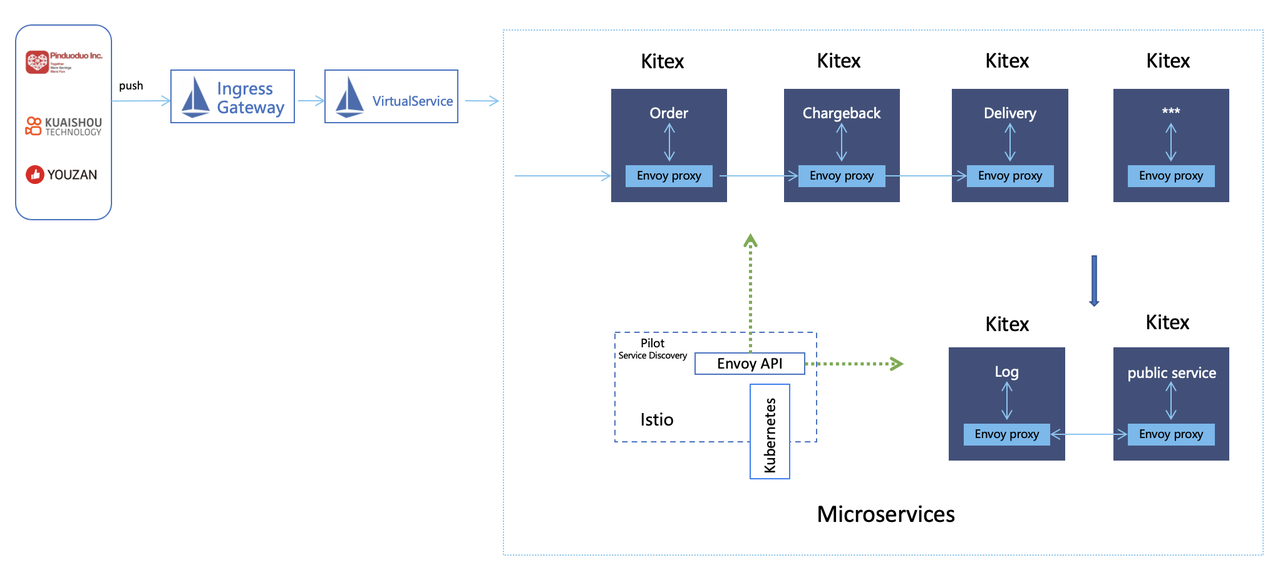 Pinduoduo Inc.
Together
More Savings
More Fun
push
KUAISHOU
TECHNOLOGY
YOUZAN
Ingress
Gateway
VirtualService
Kitex
Kitex
Kitex
Kitex
Order
Chargeback
Delivery
***
Envoy proxy
Envoy proxy
Envoy proxy
Envoy proxy
Pilot
Service Discovery
Envoy API
Istio
Kubernetes
Kitex
Kitex
Log
public service
Envoy proxy
Envoy proxy
Microservices